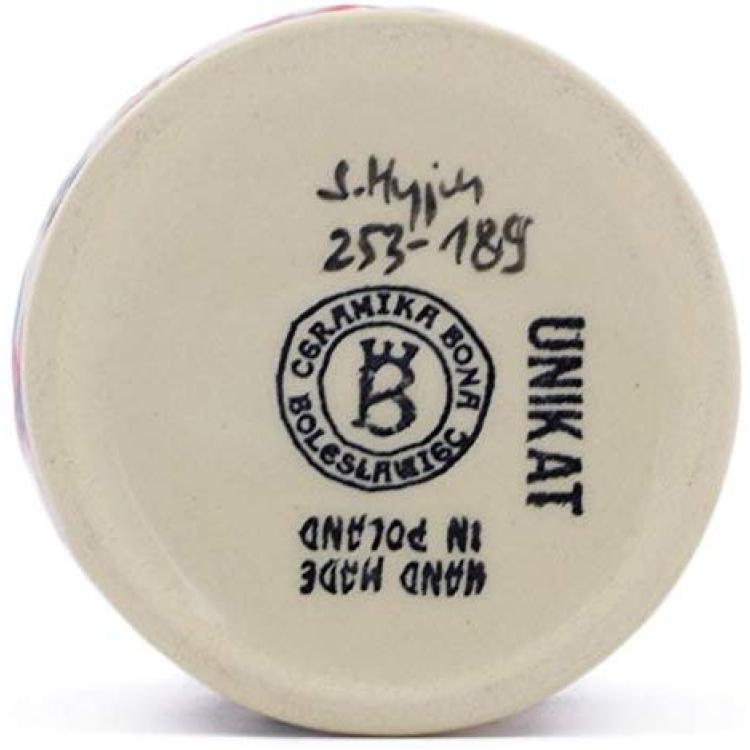 253-189
CERAMIKA BONA
BOLESŁAWIEC
B
UNIKAT
HAND MADE
IN POLAND